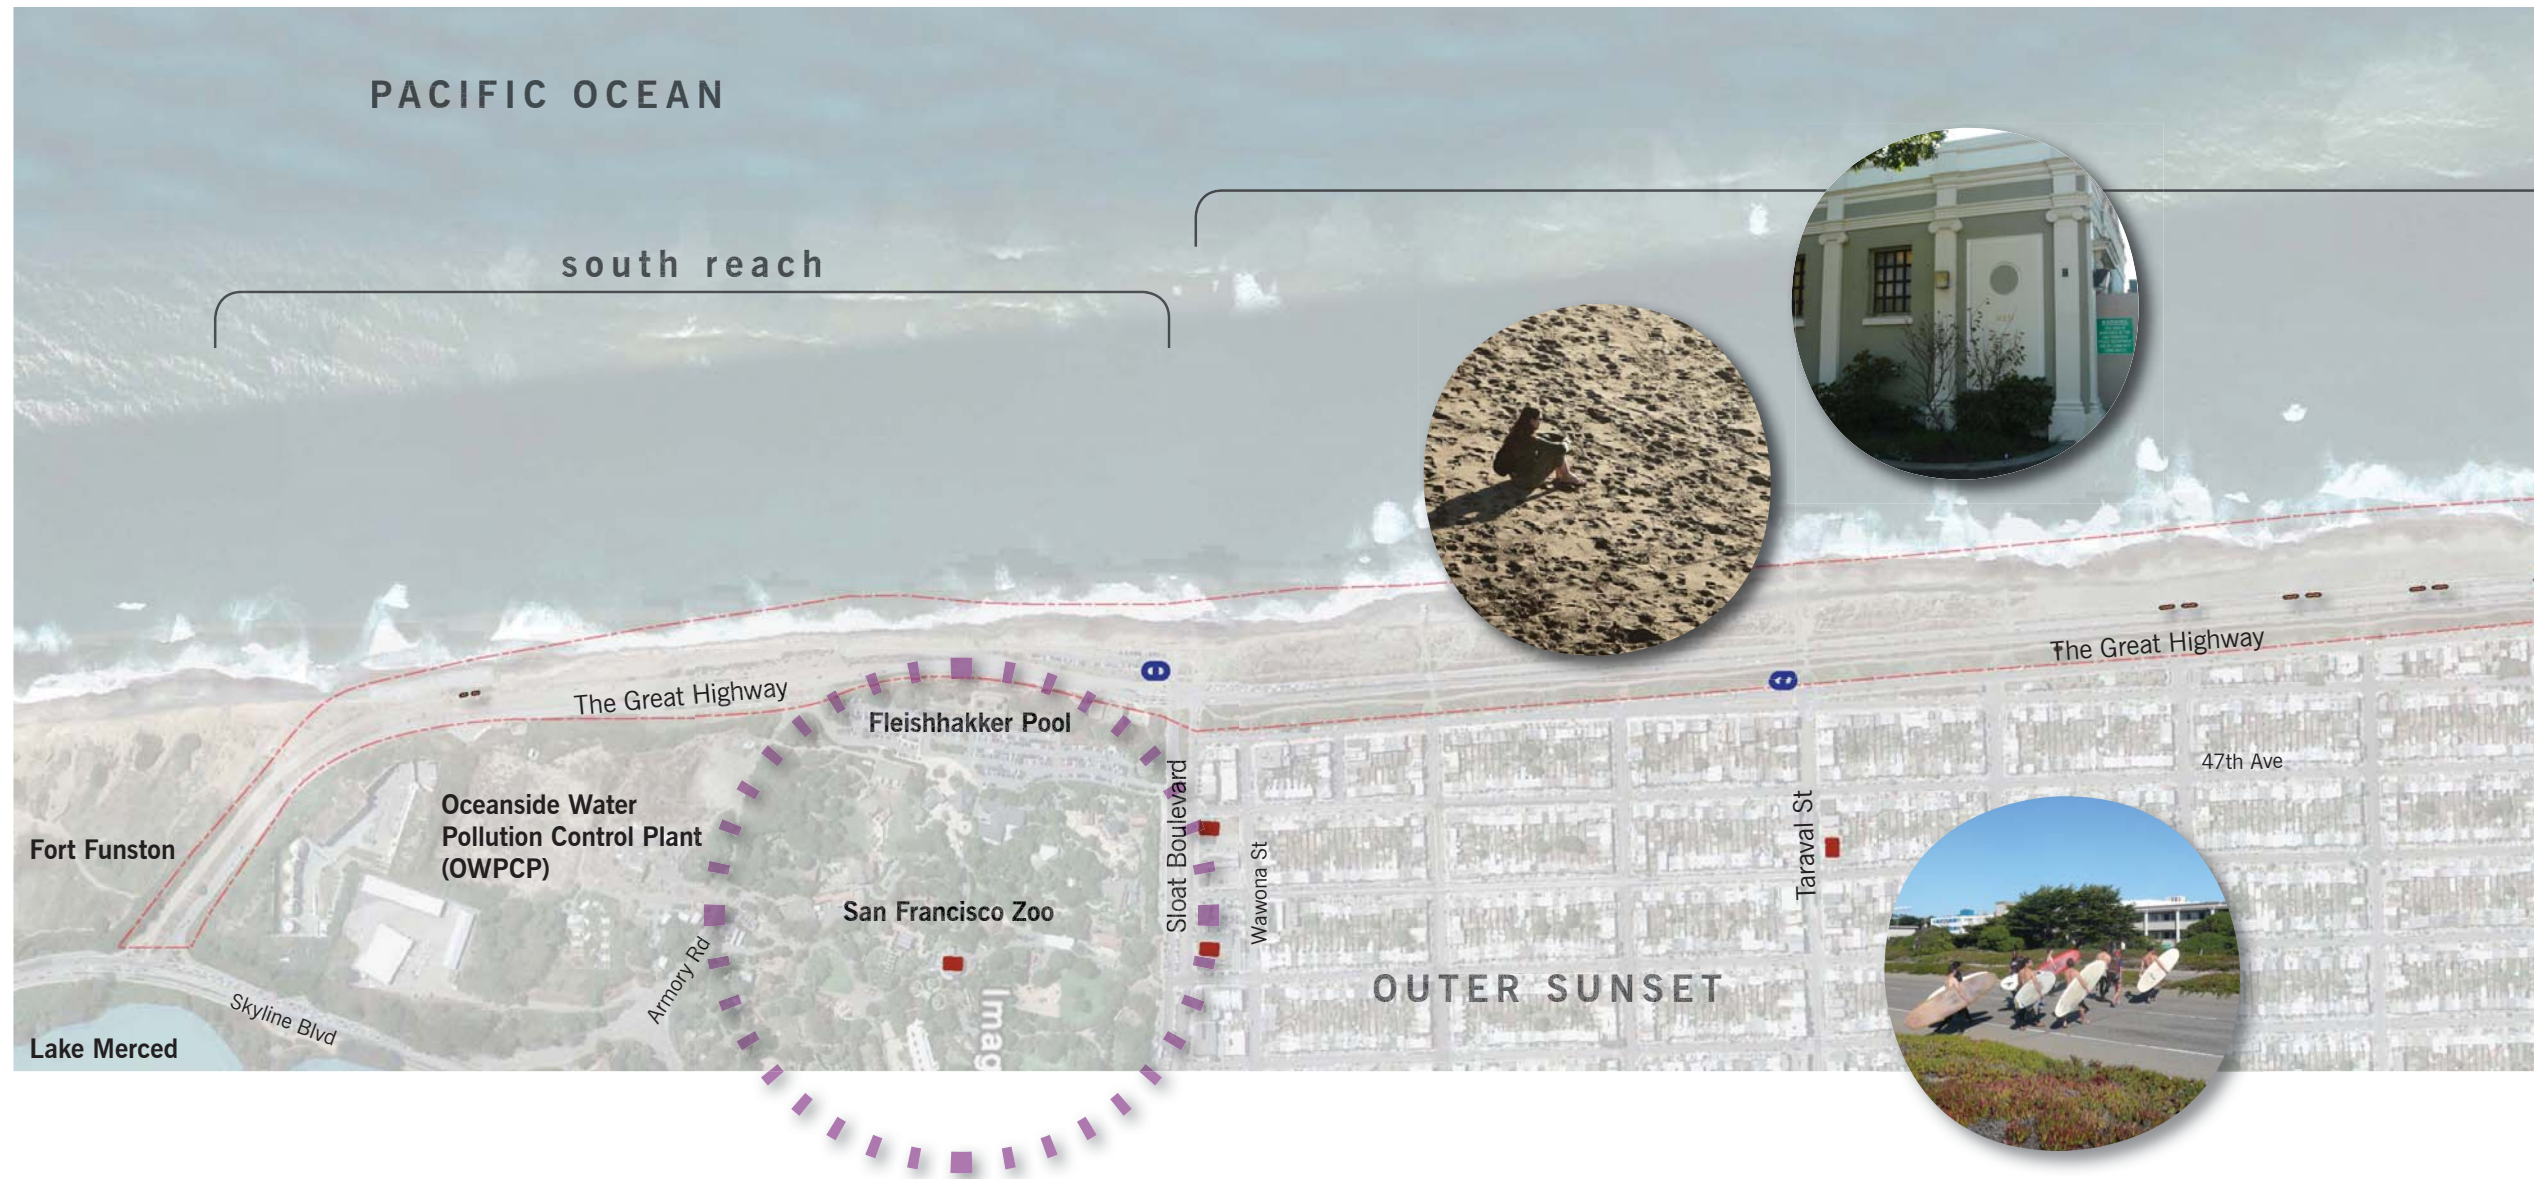 PACIFIC OCEAN
south reach
The Great Highway
The Great Highway
Fleishhakker Pool
47th Ave
Oceanside Water
Pollution Control Plant
(OWPCP)
Fort Funston
Sloat Boulevard
Wawona St
Taraval St
San Francisco Zoo
Armory Rd
OUTER SUNSET
Skyline Blvd
Lake Merced
Imag